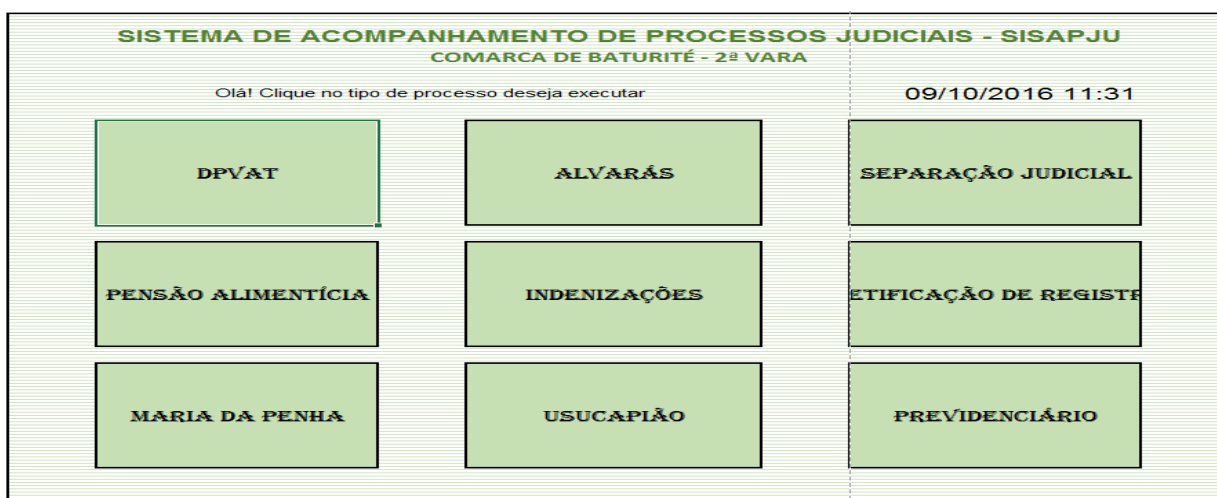 SISTEMA DE ACOMPANHAMENTO DE PROCESSOS JUDICIAIS - SISAPJU
COMARCA DE BATURITÉ - 2ª VARA
Olá! Clique no tipo de processo deseja executar
09/10/2016 11:31
DPVAT
ALVARÁS
SEPARAÇÃO JUDICIAL
PENSÃO ALIMENTÍCIA
INDENIZAÇÕES
ETIFICAÇÃO DE REGISTR
MARIA DA PENHA
USUCAPIÃO
PREVIDENCIÁRIO